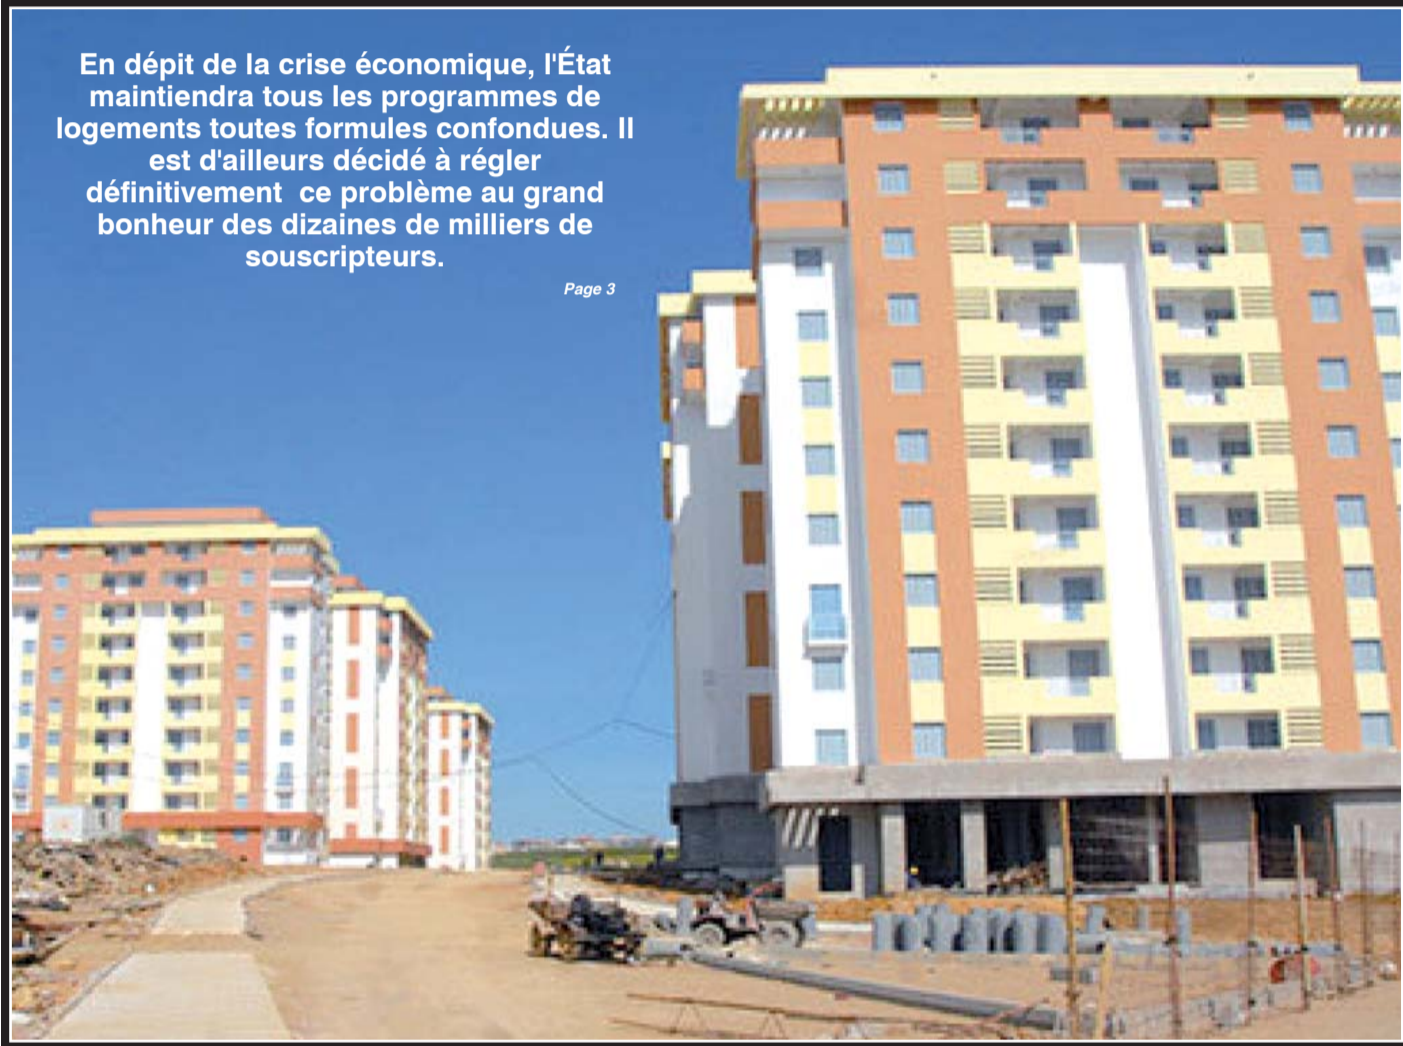 En dépit de la crise économique, l'État
maintiendra tous les programmes de
logements toutes formules confondues. Il
est d'ailleurs décidé à régler
définitivement  ce problème au grand
bonheur des dizaines de milliers de
souscripteurs.
Page 3